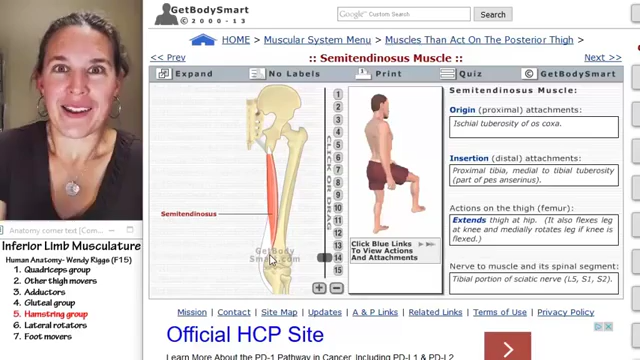 GetBodySmart
© 2000-13
Google™ Custom Search
Search
HOME > Muscular System Menu > Muscles Than Act On The Posterior Thigh >
<< Prev
:: Semitendinosus Muscle ::
Next >>
Expand
No Labels
Print
Quiz
© GetBodySmart
Semitendinosus
GetBody
Smart.com
1
2
3
4
5
6
7
8
9
10
11
12
13
14
15
CLICK OR DRAG
Click Blue Links
To View Actions
And Attachments
Semitendinosus Muscle:
Origin (proximal) attachments:
Ischial tuberosity of os coxa.
Insertion (distal) attachments:
Proximal tibia, medial to tibial tuberosity
(part of pes anserinus).
Actions on the thigh (femur):
Extends thigh at hip. (It also flexes leg
at knee and medially rotates leg if knee is
flexed.)
Nerve to muscle and its spinal segment:
Tibial portion of sciatic nerve (L5, S1, S2).
Anatomy corner text [Com
Inferior Limb Musculature
Human Anatomy- Wendy Riggs (F15)
1. Quadriceps group
2. Other thigh movers
3. Adductors
4. Gluteal group
5. Hamstring group
6. Lateral rotators
7. Foot movers
Mission | Contact | Site Map | Updates | A & P Links | Related Links | Terms of Use | Privacy Policy
Official HCP Site
Learn More About the PD-1 Pathway in Cancer, Including PD-L1 & PD-L2